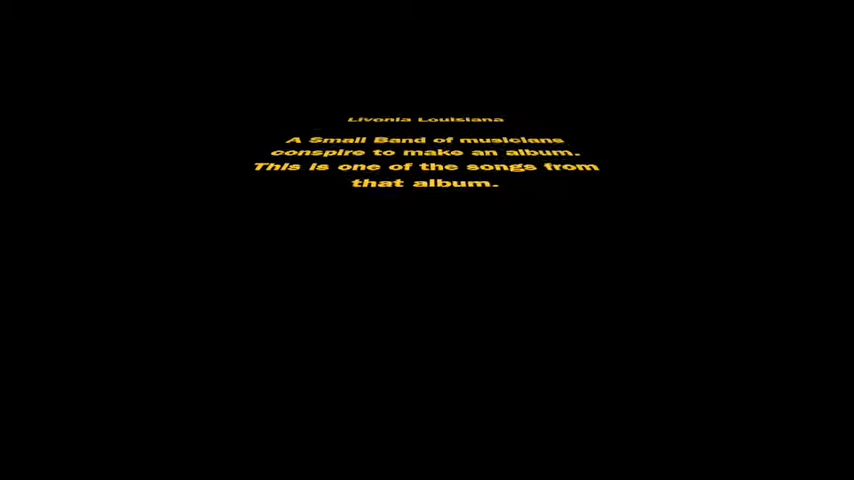 Livonia Louisiana
A Small Band of musicians
conspire to make an album.
This is one of the songs from
that album.